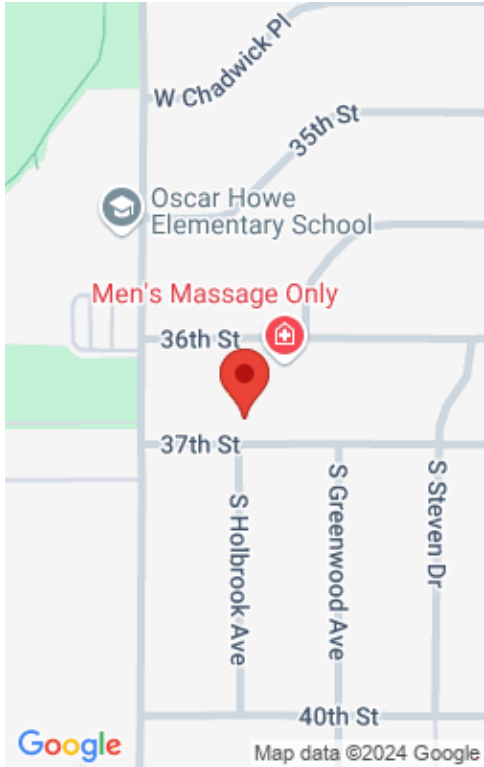 W Chadwick Pl
35th St
Oscar Howe
Elementary School
Men's Massage Only
36th St
37th St
S Holbrook Ave
S Greenwood Ave
S Steven Dr
40th St
Google
Map data ©2024 Google